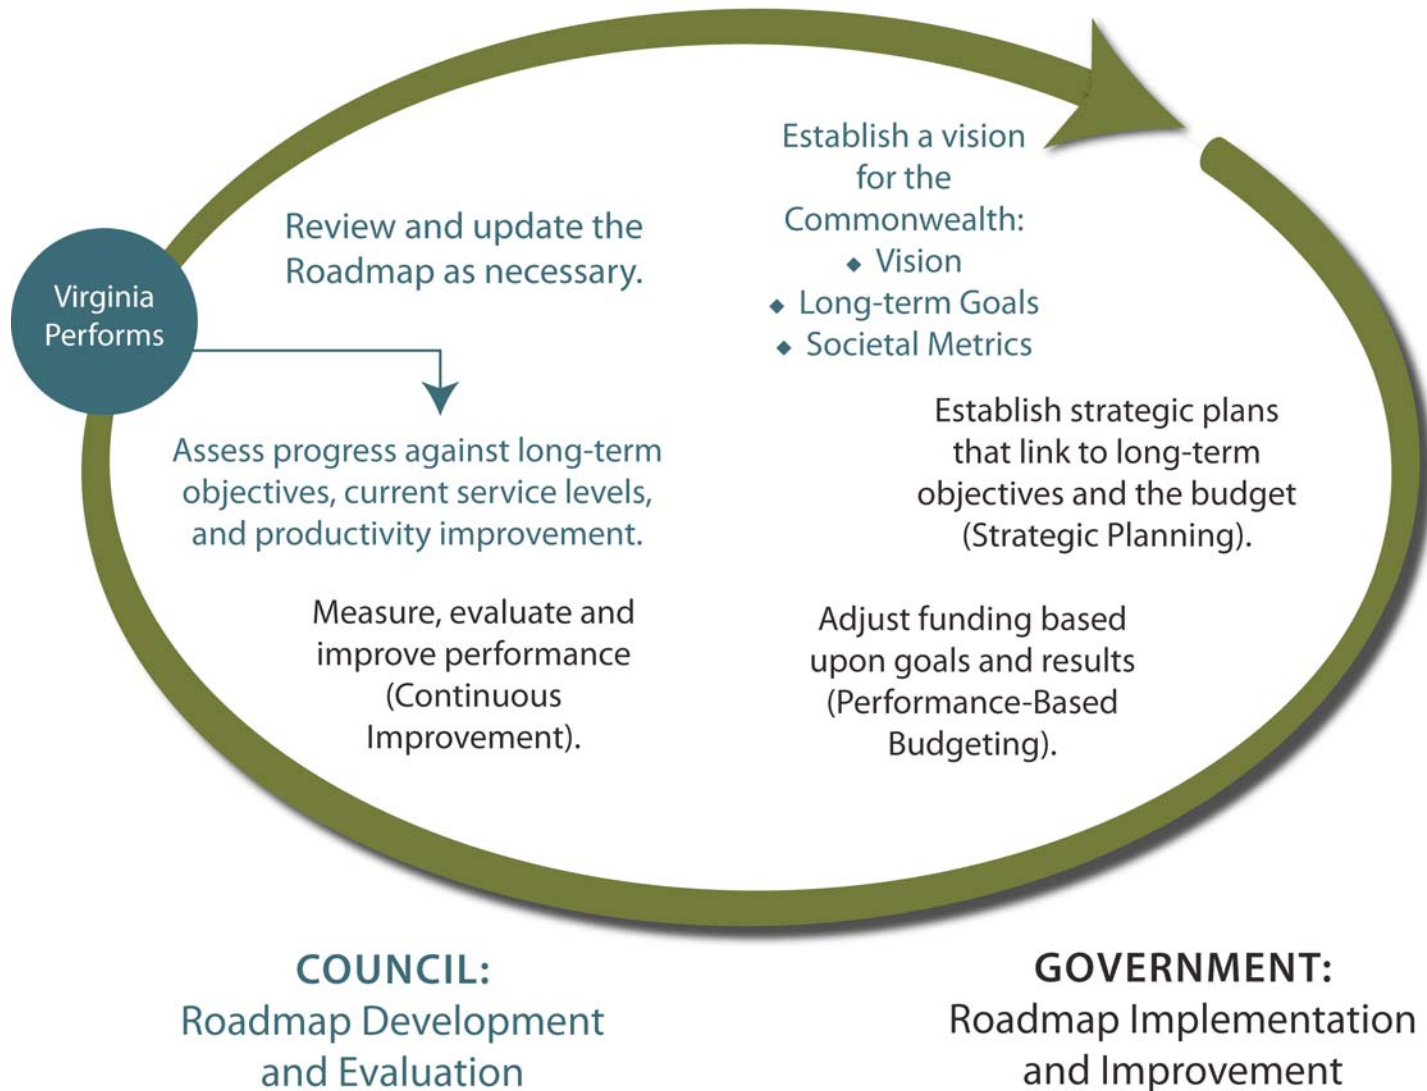 Establish a vision
for the
Commonwealth:
◆ Vision
◆ Long-term Goals
◆ Societal Metrics
Review and update the
Roadmap as necessary.
Virginia
Performs
Establish strategic plans
that link to long-term
objectives and the budget
(Strategic Planning).
Assess progress against long-term
objectives, current service levels,
and productivity improvement.
Measure, evaluate and
improve performance
(Continuous
Improvement).
Adjust funding based
upon goals and results
(Performance-Based
Budgeting).
COUNCIL:
Roadmap Development
and Evaluation
GOVERNMENT:
Roadmap Implementation
and Improvement